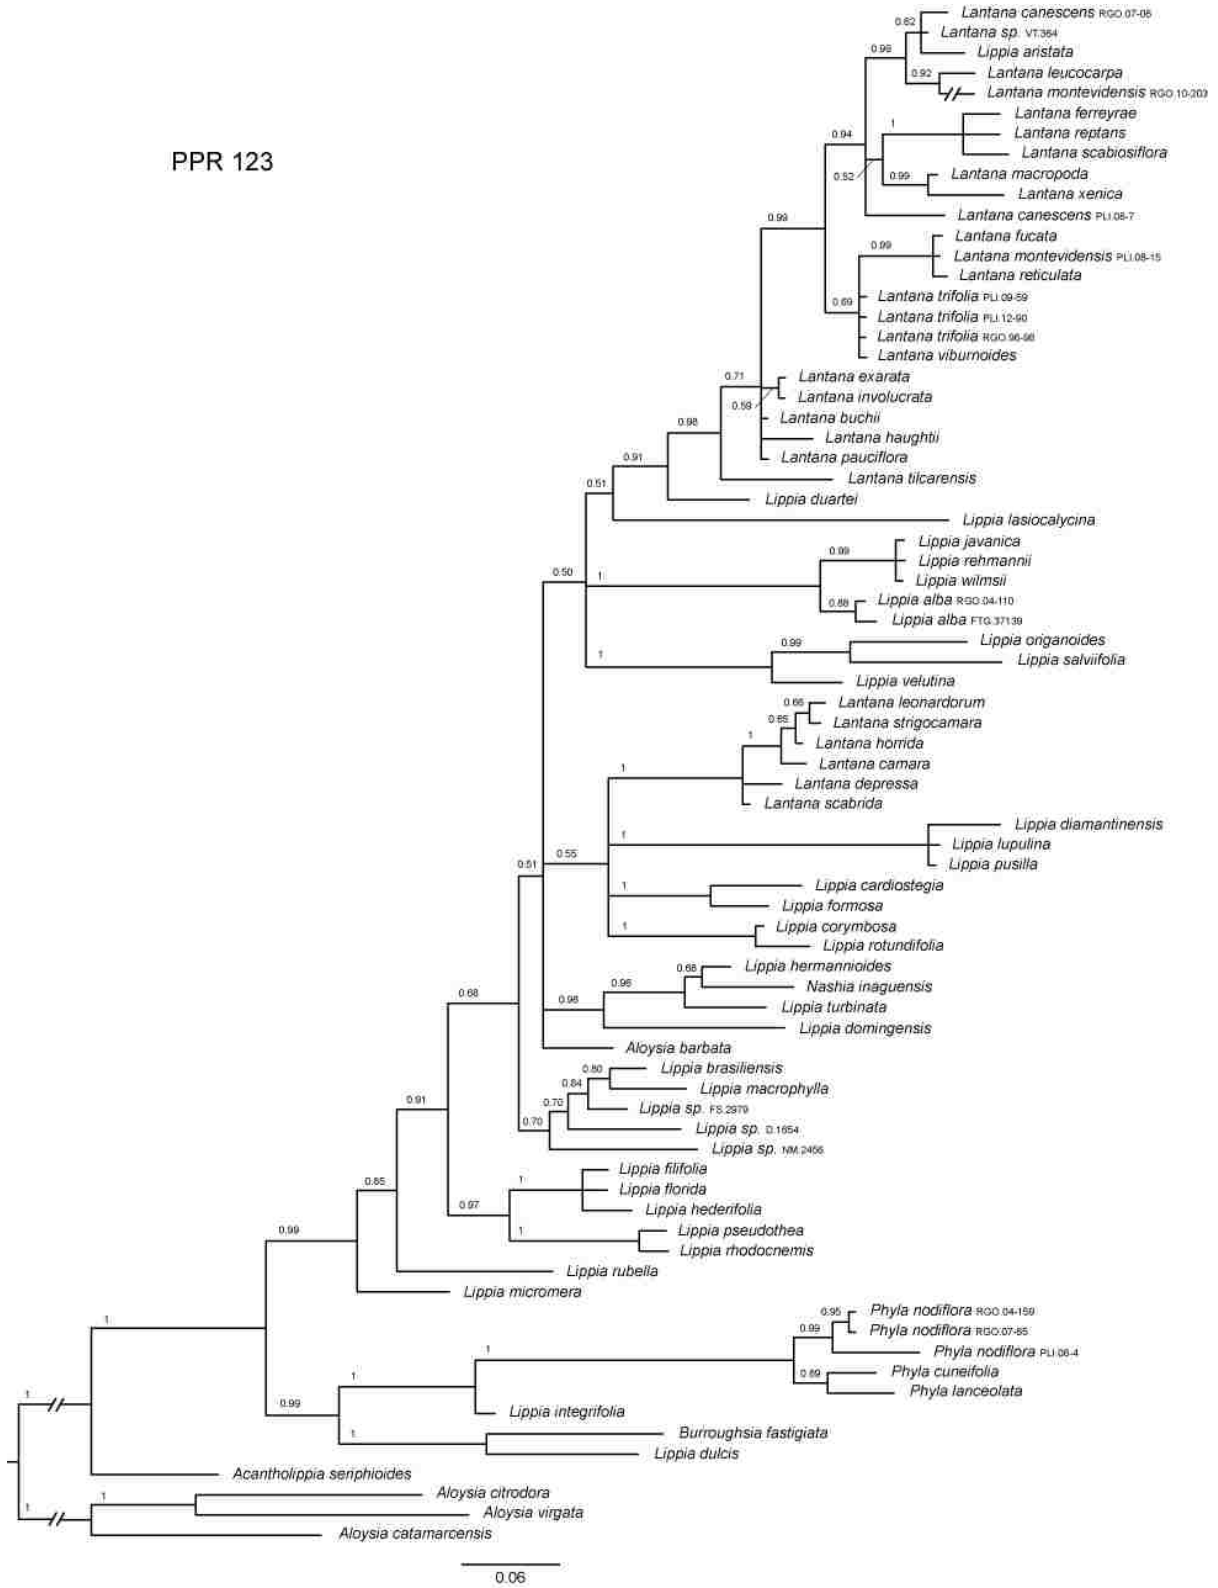 0.62
Lantana canescens RGO.07-06
Lantana sp. VT.364
0.99
Lippia aristata
0.92
Lantana leucocarpa
Lantana montevidensis RGO.10-203
Lantana ferreyrae
1
Lantana reptans
0.94
Lantana scabiosiflora
PPR 123
0.52
0.99
Lantana macropoda
Lantana xenica
0.99
Lantana canescens PLI.08-7
Lantana fucata
0.99
Lantana montevidensis PLI.08-15
Lantana reticulata
0.69
Lantana trifolia PLI.09-59
Lantana trifolia PLI.12-90
Lantana trifolia RGO.96-98
Lantana viburnoides
0.71
Lantana exarata
0.59
Lantana involucrata
Lantana buchii
0.98
Lantana haughtii
Lantana pauciflora
0.91
Lantana tilcarensis
0.51
Lippia duartei
Lippia lasiocalycina
Lippia javanica
0.99
Lippia rehmannii
0.50
1
Lippia wilmsii
0.88
Lippia alba RGO.04-110
Lippia alba FTG.37139
Lippia origanoides
0.99
1
Lippia salviifolia
Lippia velutina
0.66
Lantana leonardorum
0.65
Lantana strigocamara
1
Lantana horrida
1
Lantana camara
Lantana depressa
Lantana scabrida
Lippia diamantinensis
1
Lippia lupulina
0.51
0.55
Lippia pusilla
1
Lippia cardiostegia
Lippia formosa
1
Lippia corymbosa
Lippia rotundifolia
0.68
Lippia hermannioides
0.96
Nashia inaguensis
0.68
0.96
Lippia turbinata
Lippia domingensis
Aloysia barbata
0.80
Lippia brasiliensis
0.84
Lippia macrophylla
0.91
0.70
Lippia sp. FS.2979
0.70
Lippia sp. D.1654
Lippia sp. NM.2456
Lippia filifolia
0.85
1
Lippia florida
0.97
Lippia hederifolia
0.99
1
Lippia pseudothea
Lippia rhodocnemis
Lippia rubella
Lippia micromera
1
0.95
Phyla nodiflora RGO.04-159
0.99
Phyla nodiflora RGO.07-85
1
Phyla nodiflora PLI.08-4
1
0.89
Phyla cuneifolia
1
0.99
Phyla lanceolata
Lippia integrifolia
1
Burroughsia fastigiata
Lippia dulcis
Acantholippia seriphioides
1
1
Aloysia citrodora
Aloysia virgata
Aloysia catamarcensis
0.06